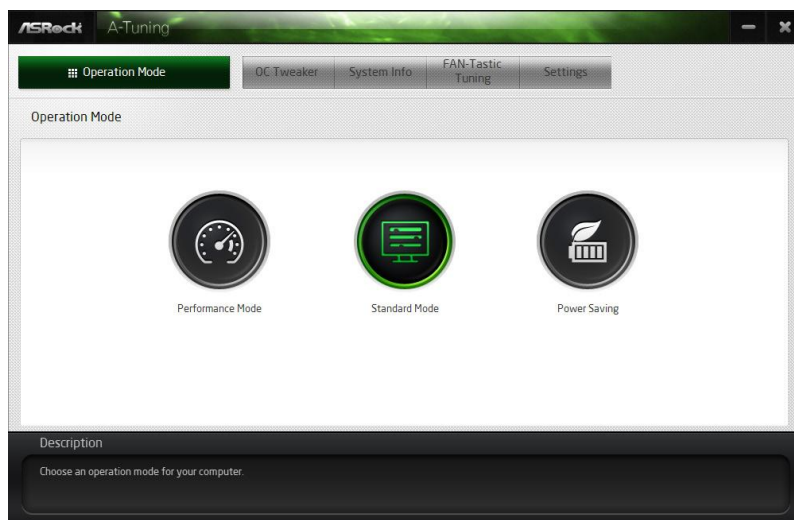 ASRock A-Tuning
Operation Mode OC Tweaker System Info FAN-Tastic Tuning Settings
Operation Mode
Performance Mode Standard Mode Power Saving
Description
Choose an operation mode for your computer.